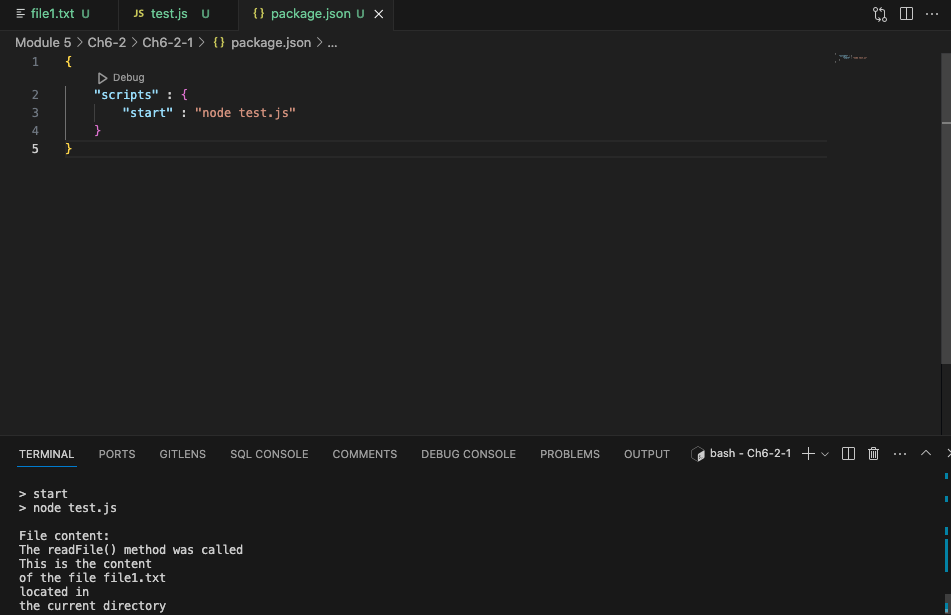 file1.txt U JS test.js U {} package.json U
Module 5 > Ch6-2 > Ch6-2-1 > {} package.json > ...
1 {
Debug
2 "scripts" : {
3 "start" : "node test.js"
4 }
5 }
TERMINAL PORTS GITLENS SQL CONSOLE COMMENTS DEBUG CONSOLE PROBLEMS OUTPUT bash - Ch6-2-1
> start
> node test.js
File content:
The readFile() method was called
This is the content
of the file file1.txt
located in
the current directory